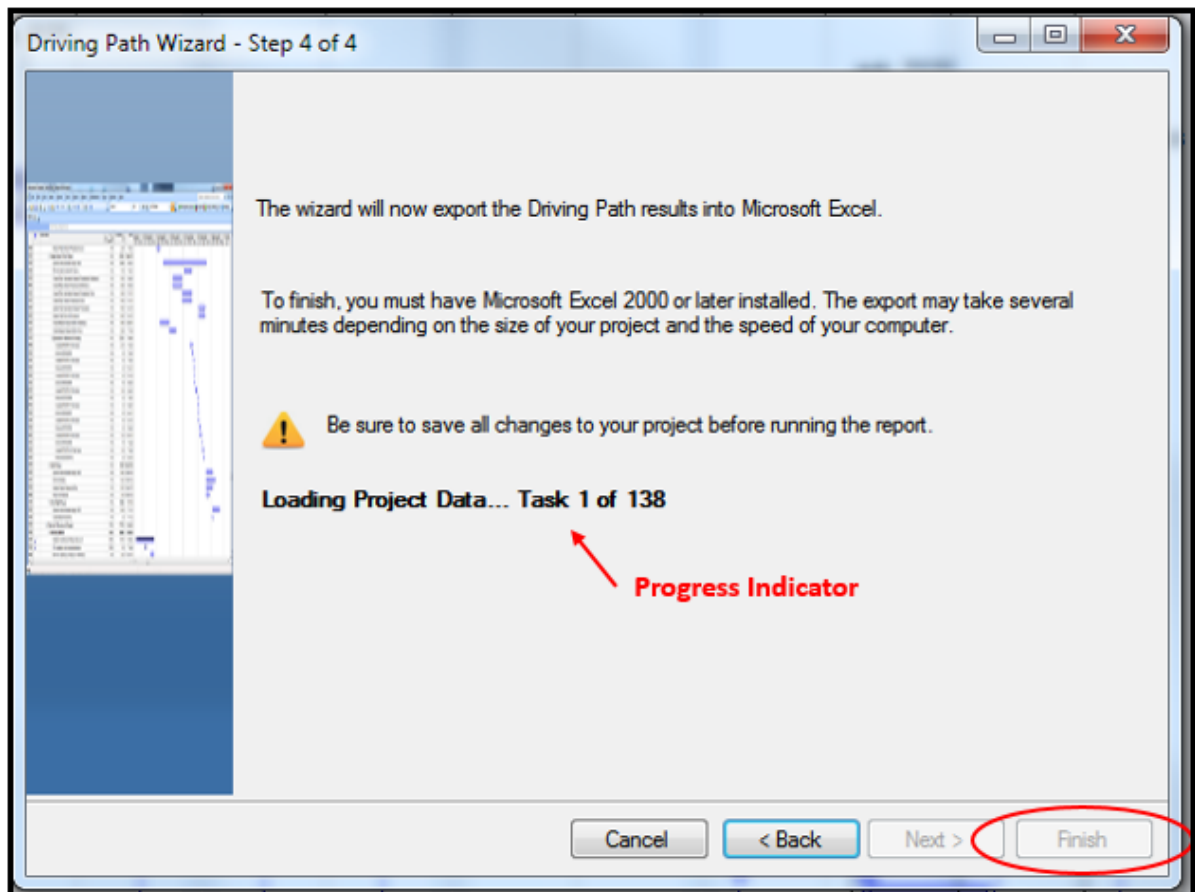 Driving Path Wizard - Step 4 of 4
The wizard will now export the Driving Path results into Microsoft Excel.
To finish, you must have Microsoft Excel 2000 or later installed. The export may take several
minutes depending on the size of your project and the speed of your computer.
Be sure to save all changes to your project before running the report.
Loading Project Data... Task 1 of 138
Progress Indicator
Cancel
< Back
Next >
Finish